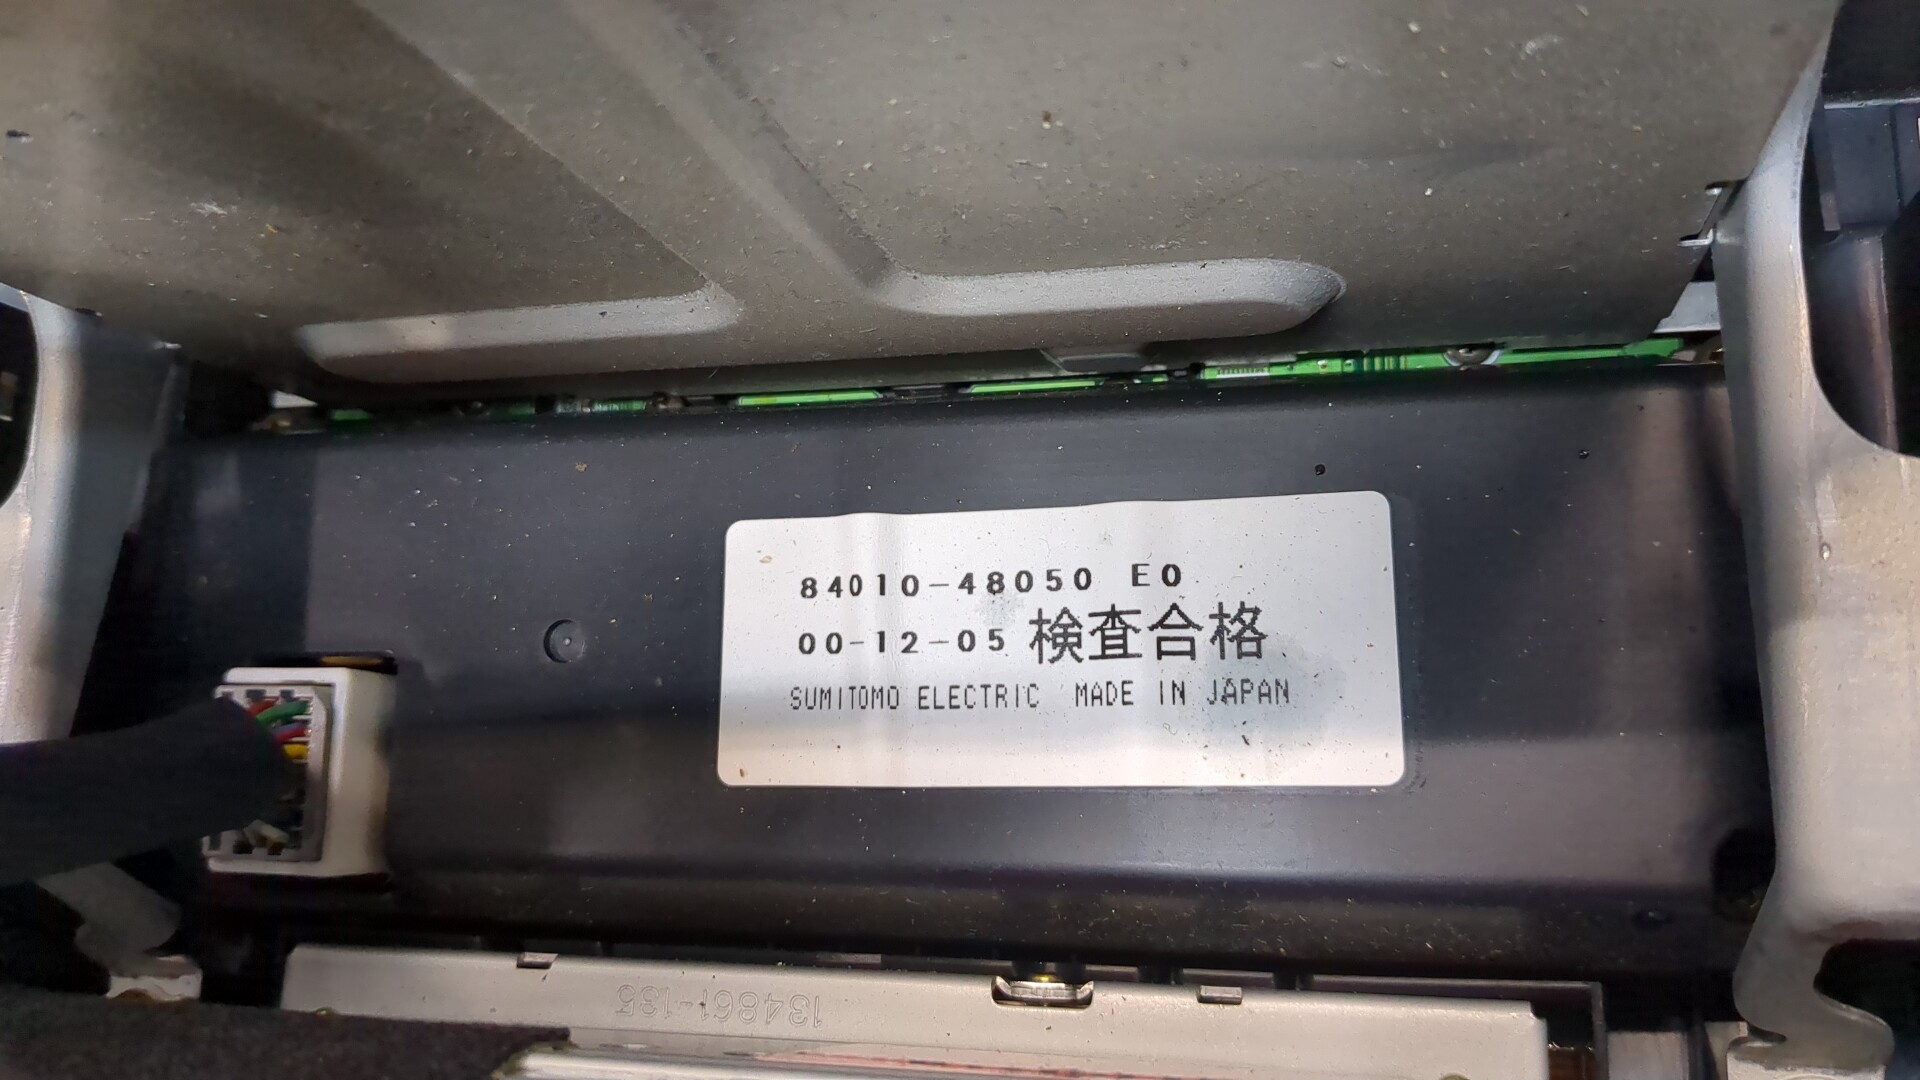 84010-48050 E0
00-12-05 検査合格
SUMITOMO ELECTRIC MADE IN JAPAN
134861-135